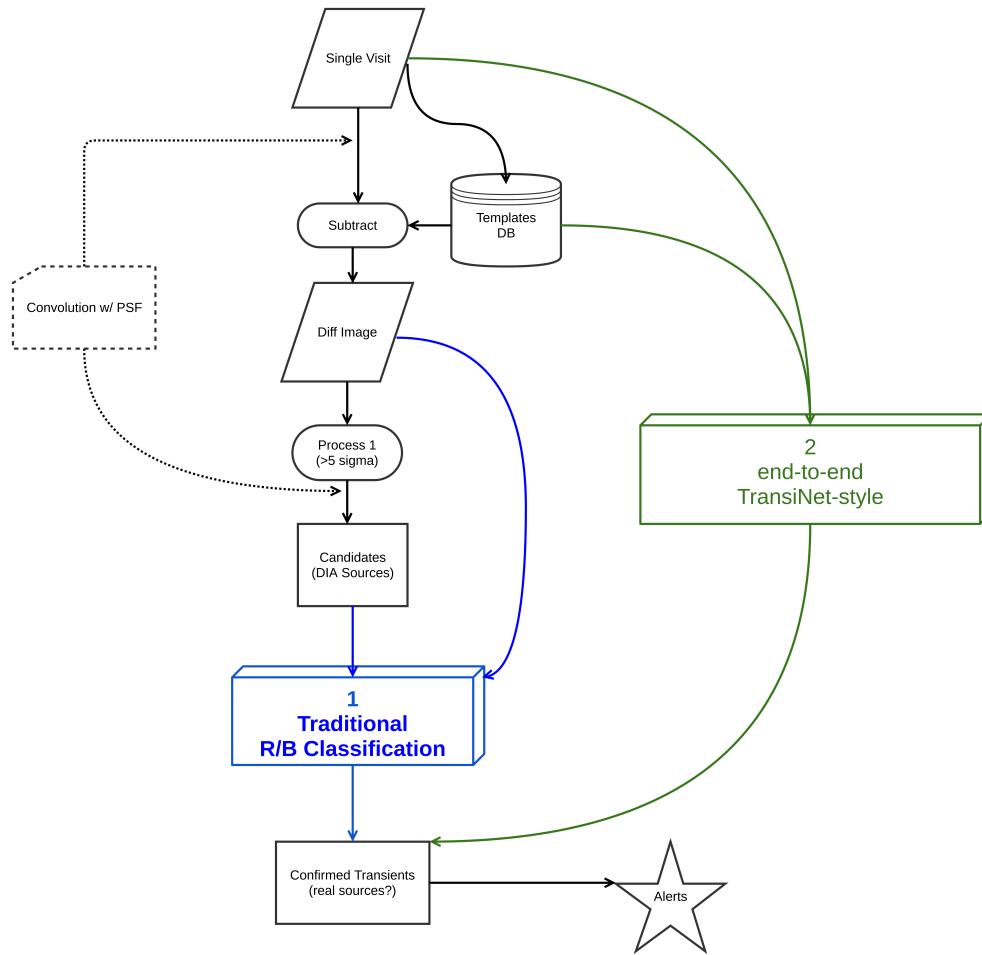 Single Visit
Subtract
Templates
DB
Convolution w/ PSF
Diff Image
Process 1
(>5 sigma)
2
end-to-end
TransiNet-style
Candidates
(DIA Sources)
1
Traditional
R/B Classification
Confirmed Transients
(real sources?)
Alerts